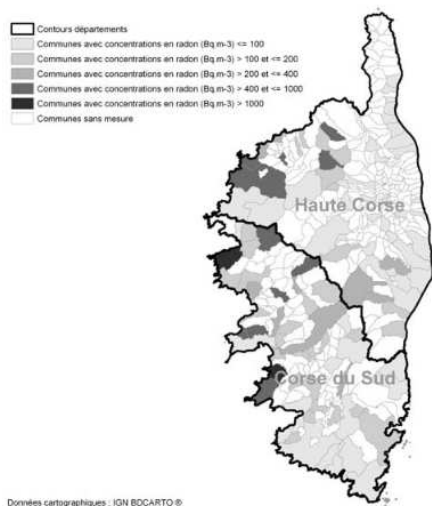 Contours départements
Communes avec concentrations en radon (Bq.m-3) <= 100
Communes avec concentrations en radon (Bq.m-3) > 100 et <= 200
Communes avec concentrations en radon (Bq.m-3) > 200 et <= 400
Communes avec concentrations en radon (Bq.m-3) > 400 et <= 1000
Communes avec concentrations en radon (Bq.m-3) > 1000
Communes sans mesure
Haute Corse
Corse du Sud
Données cartographiques : IGN BDCARTO ®